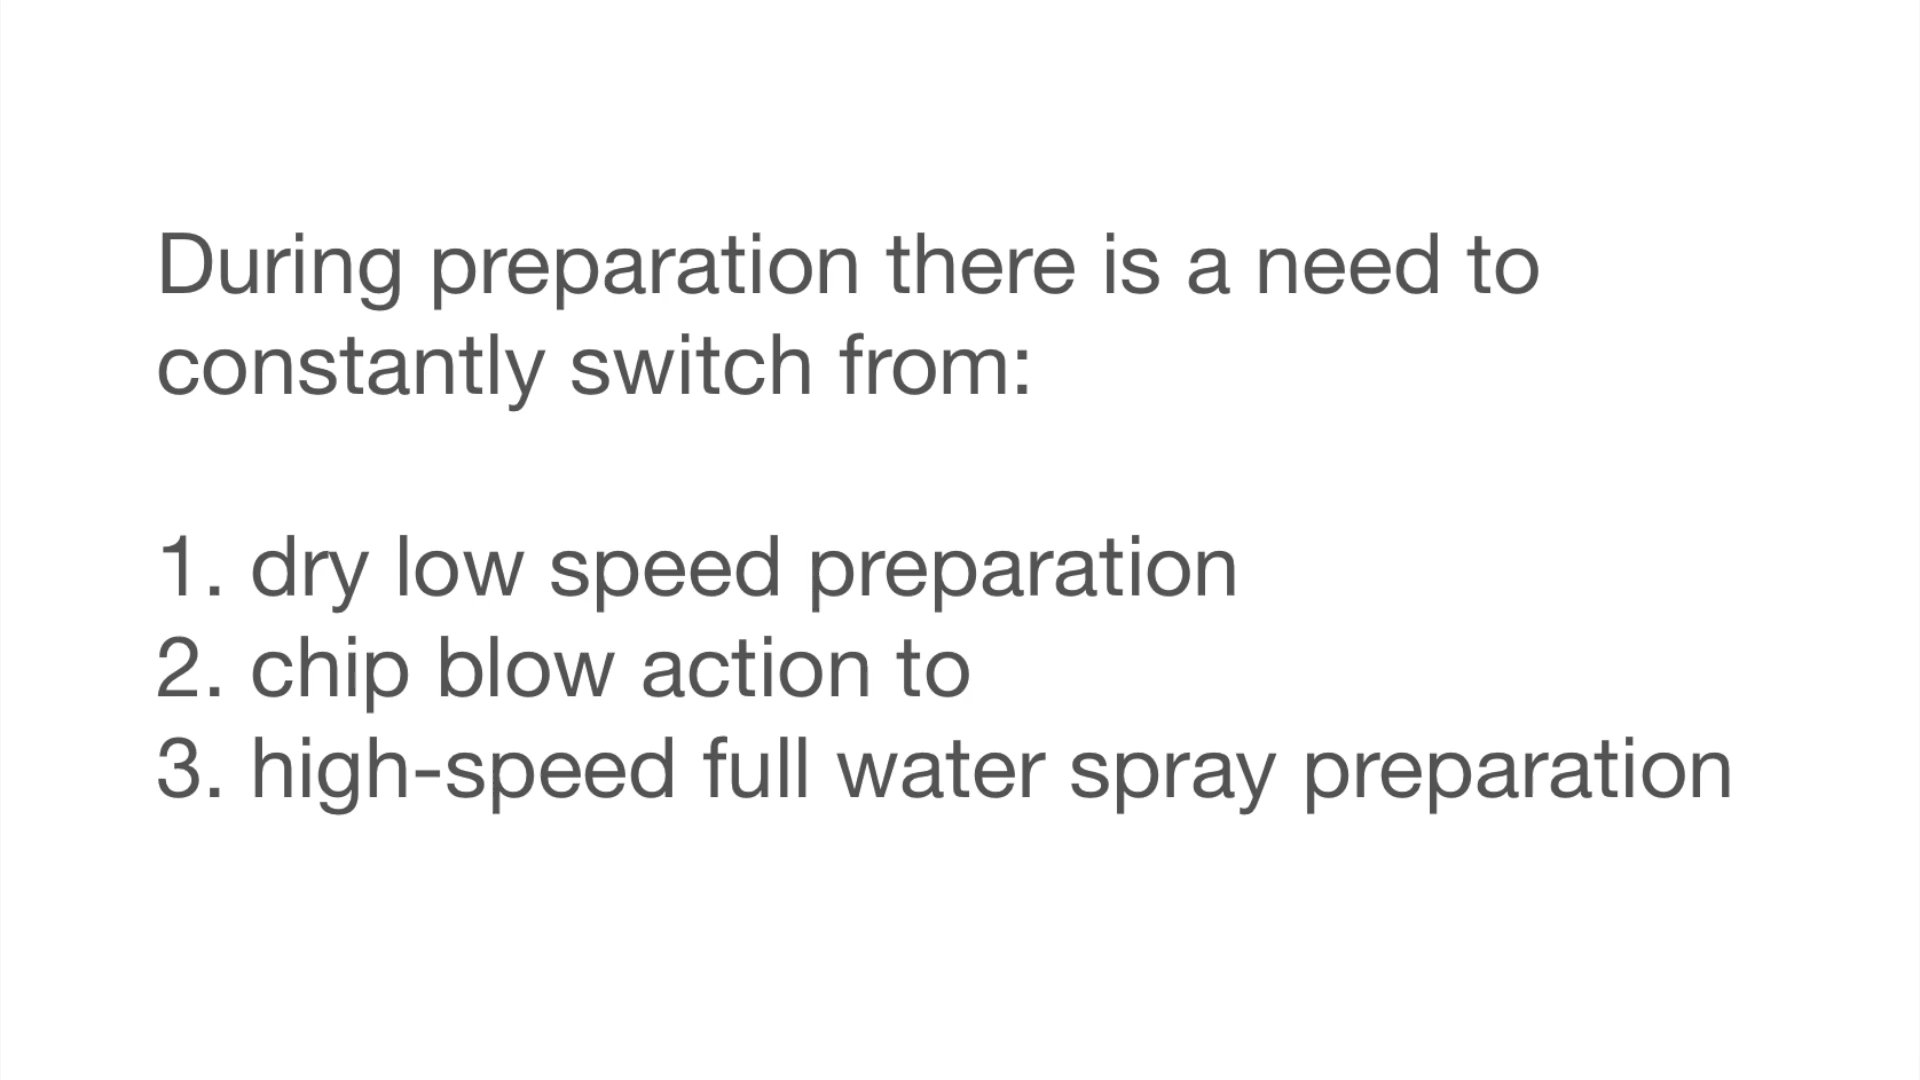 During preparation there is a need to
constantly switch from:
1. dry low speed preparation
2. chip blow action to
3. high-speed full water spray preparation